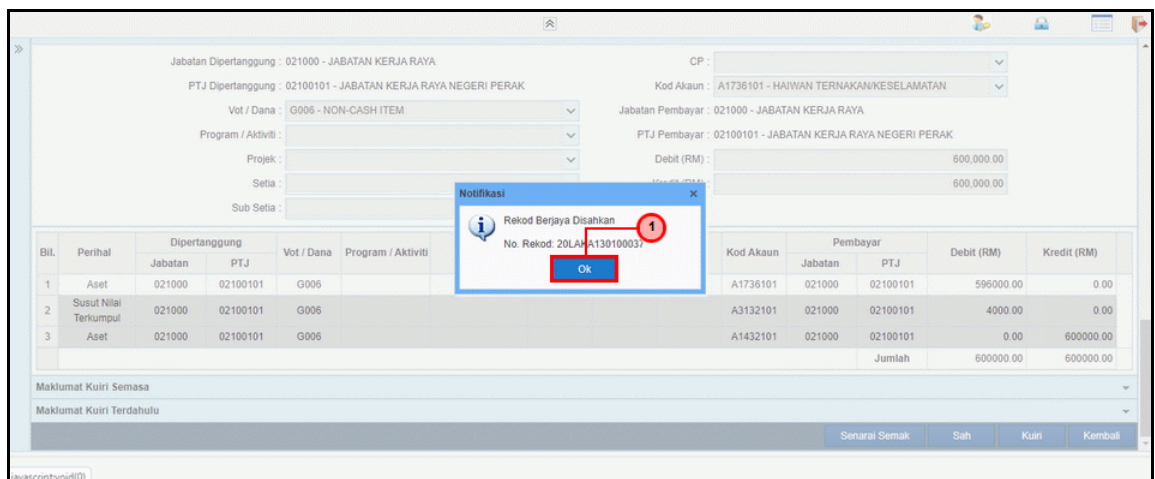 Jabatan Dipertanggung : 021000 - JABATAN KERJA RAYA
CP :
PTJ Dipertanggung : 02100101 - JABATAN KERJA RAYA NEGERI PERAK
Kod Akaun : A1736101 - HAIWAN TERNAKAN/KESELAMATAN
Vot / Dana : G006 - NON-CASH ITEM
Jabatan Pembayar : 021000 - JABATAN KERJA RAYA
Program / Aktiviti :
PTJ Pembayar : 02100101 - JABATAN KERJA RAYA NEGERI PERAK
Projek :
Debit (RM) : 600,000.00
Setia :
600,000.00
Sub Setia :
Notifikasi x
Rekod Berjaya Disahkan
1
No. Rekod: 20LAKA130100037
Ok
Bil. Perihal Dipertanggung Vot / Dana Program / Aktiviti Kod Akaun Pembayar Debit (RM) Kredit (RM)
Jabatan PTJ Jabatan PTJ
1 Aset 021000 02100101 G006 A1736101 021000 02100101 596000.00 0.00
2 Susut Nilai Terkumpul 021000 02100101 G006 A3132101 021000 02100101 4000.00 0.00
3 Aset 021000 02100101 G006 A1432101 021000 02100101 0.00 600000.00
Jumlah 600000.00 600000.00
Maklumat Kuiri Semasa
Maklumat Kuiri Terdahulu
Senarai Semak Sah Kuiri Kembali